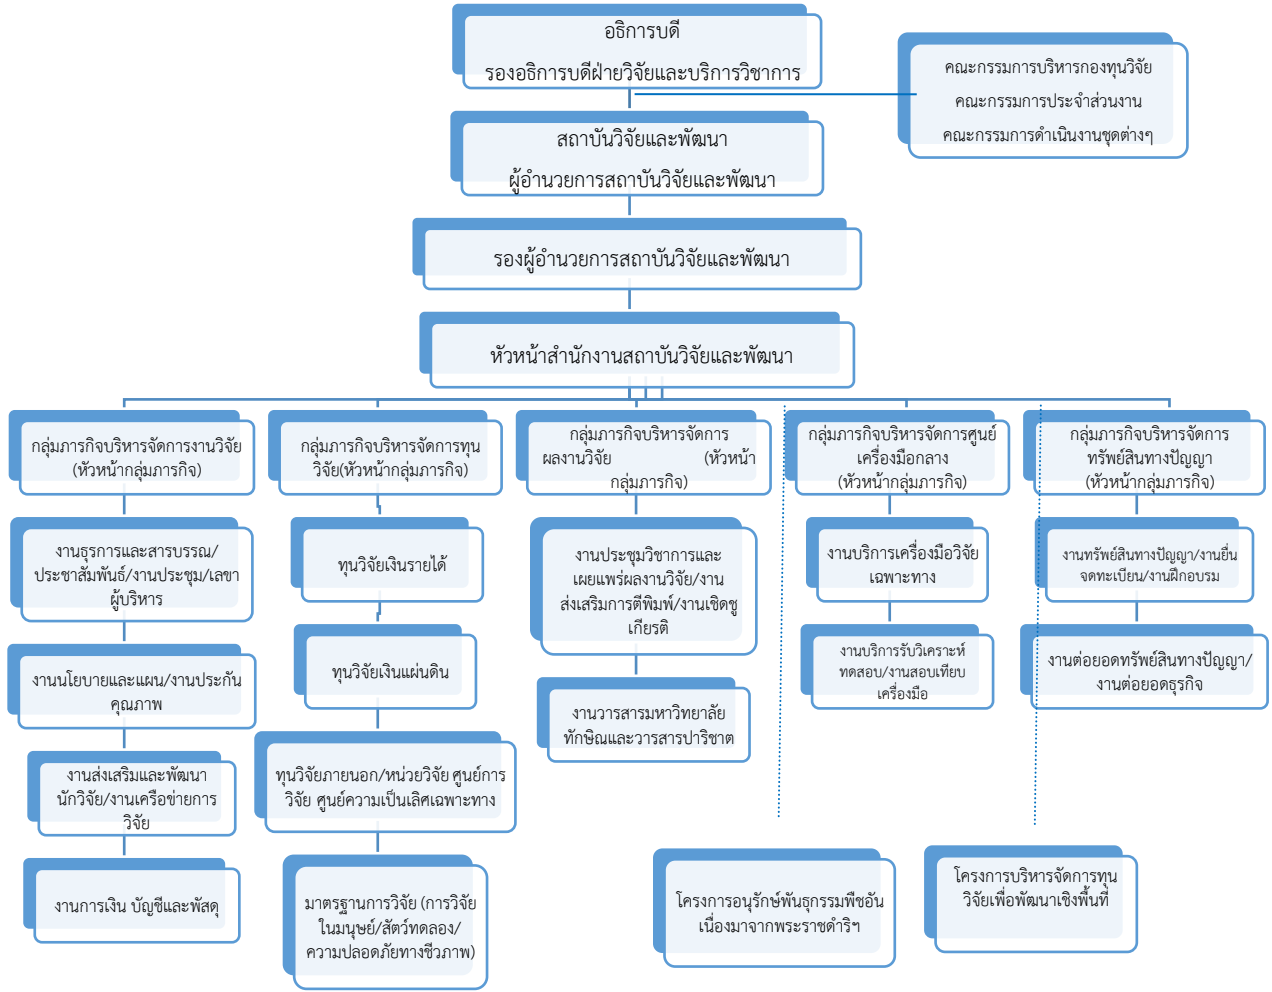 อธิการบดี
รองอธิการบดีฝ่ายวิจัยและบริการวิชาการ
คณะกรรมการบริหารกองทุนวิจัย
คณะกรรมการประจำส่วนงาน
คณะกรรมการดำเนินงานชุดต่างๆ
สถาบันวิจัยและพัฒนา
ผู้อำนวยการสถาบันวิจัยและพัฒนา
รองผู้อำนวยการสถาบันวิจัยและพัฒนา
หัวหน้าสำนักงานสถาบันวิจัยและพัฒนา
กลุ่มภารกิจบริหารจัดการงานวิจัย
(หัวหน้ากลุ่มภารกิจ)
งานธุรการและสารบรรณ/
ประชาสัมพันธ์/งานประชุม/เลขา
ผู้บริหาร
งานนโยบายและแผน/งานประกัน
คุณภาพ
งานส่งเสริมและพัฒนา
นักวิจัย/งานเครือข่ายการ
วิจัย
งานการเงิน บัญชีและพัสดุ
กลุ่มภารกิจบริหารจัดการทุน
วิจัย(หัวหน้ากลุ่มภารกิจ)
ทุนวิจัยเงินรายได้
ทุนวิจัยเงินแผ่นดิน
ทุนวิจัยภายนอก/หน่วยวิจัย ศูนย์การ
วิจัย ศูนย์ความเป็นเลิศเฉพาะทาง
มาตรฐานการวิจัย (การวิจัย
ในมนุษย์/สัตว์ทดลอง/
ความปลอดภัยทางชีวภาพ)
กลุ่มภารกิจบริหารจัดการ
ผลงานวิจัย (หัวหน้า
กลุ่มภารกิจ)
งานประชุมวิชาการและ
เผยแพร่ผลงานวิจัย/งาน
ส่งเสริมการตีพิมพ์/งานเชิดชู
เกียรติ
งานวารสารมหาวิทยาลัย
ทักษิณและวารสารปาริชาต
กลุ่มภารกิจบริหารจัดการศูนย์
เครื่องมือกลาง
(หัวหน้ากลุ่มภารกิจ)
งานบริการเครื่องมือวิจัย
เฉพาะทาง
งานบริการรับวิเคราะห์
ทดสอบ/งานสอบเทียบ
เครื่องมือ
กลุ่มภารกิจบริหารจัดการ
ทรัพย์สินทางปัญญา
(หัวหน้ากลุ่มภารกิจ)
งานทรัพย์สินทางปัญญา/งานยื่น
จดทะเบียน/งานฝึกอบรม
งานต่อยอดทรัพย์สินทางปัญญา/
งานต่อยอดธุรกิจ
โครงการอนุรักษ์พันธุกรรมพืชอัน
เนื่องมาจากพระราชดำริฯ
โครงการบริหารจัดการทุน
วิจัยเพื่อพัฒนาเชิงพื้นที่